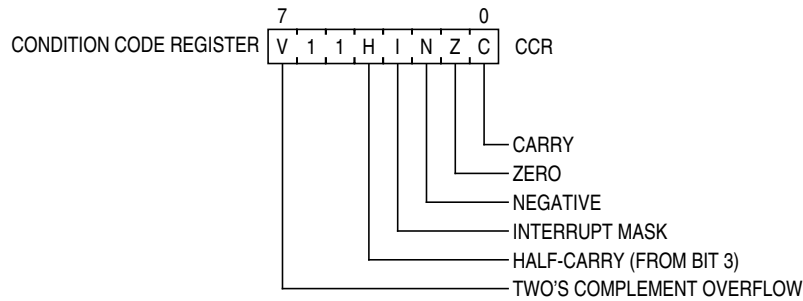 7 0
CONDITION CODE REGISTER V 1 1 H I N Z C CCR
CARRY
ZERO
NEGATIVE
INTERRUPT MASK
HALF-CARRY (FROM BIT 3)
TWO'S COMPLEMENT OVERFLOW